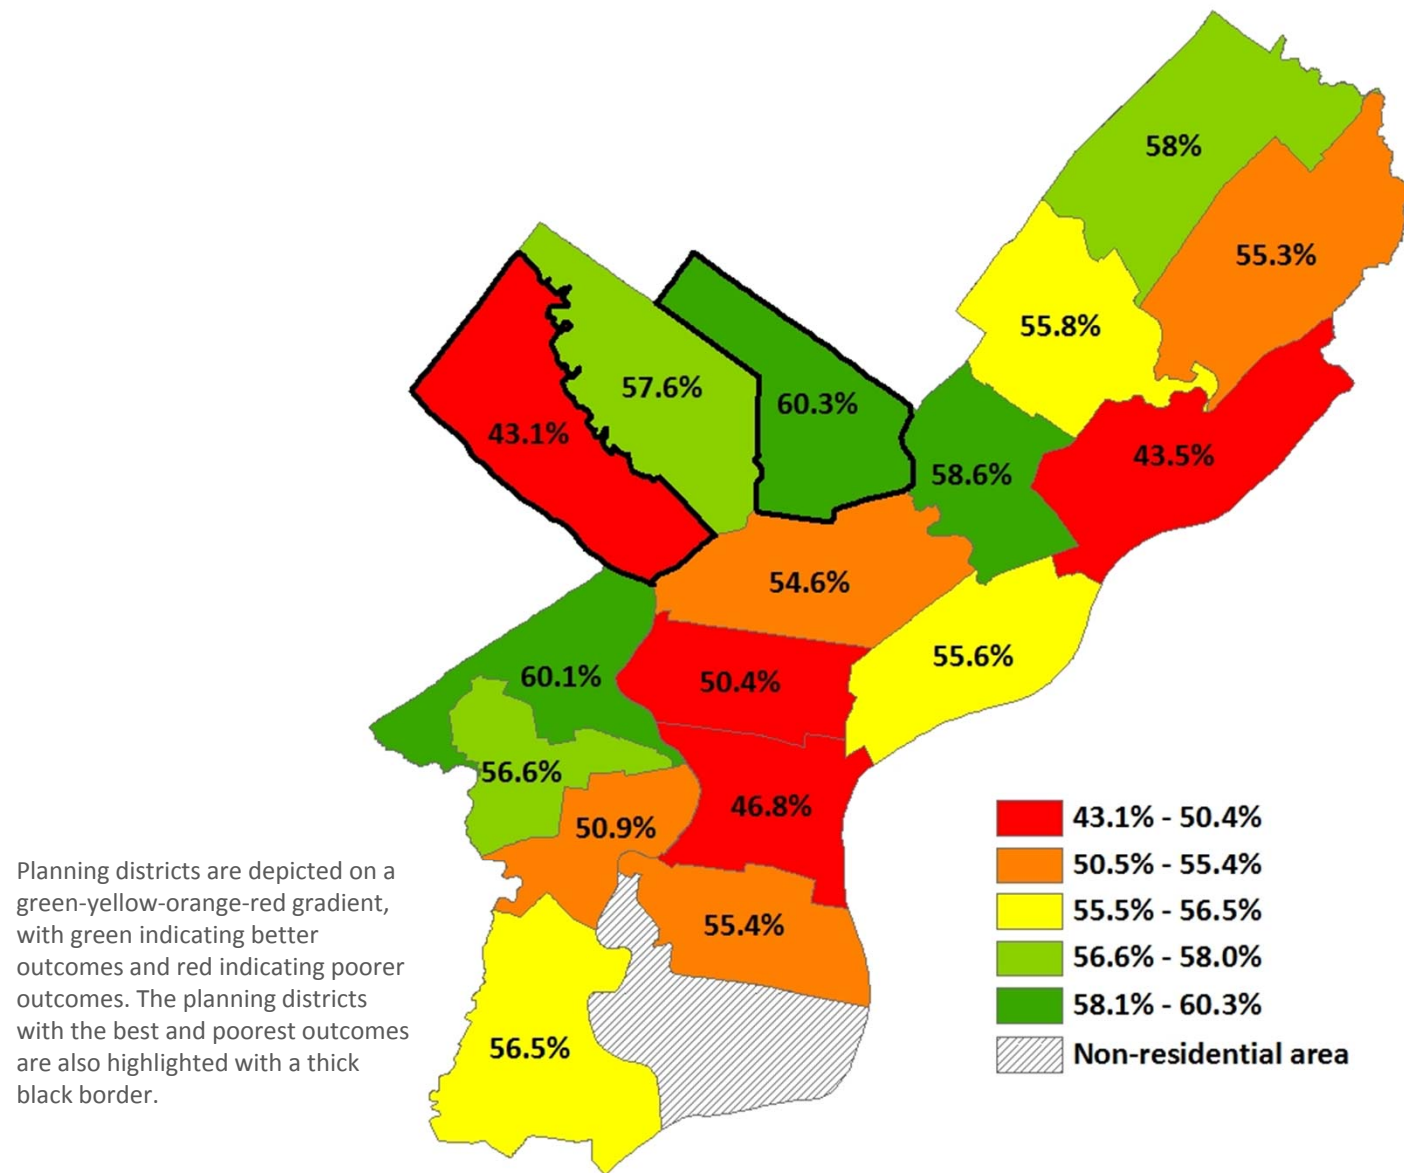 58%
55.3%
55.8%
57.6%
60.3%
43.1%
58.6%
43.5%
54.6%
55.6%
60.1%
50.4%
56.6%
46.8%
50.9%
55.4%
56.5%
43.1% - 50.4%
50.5% - 55.4%
55.5% - 56.5%
56.6% - 58.0%
58.1% - 60.3%
Non-residential area
Planning districts are depicted on a
green-yellow-orange-red gradient,
with green indicating better
outcomes and red indicating poorer
outcomes. The planning districts
with the best and poorest outcomes
are also highlighted with a thick
black border.